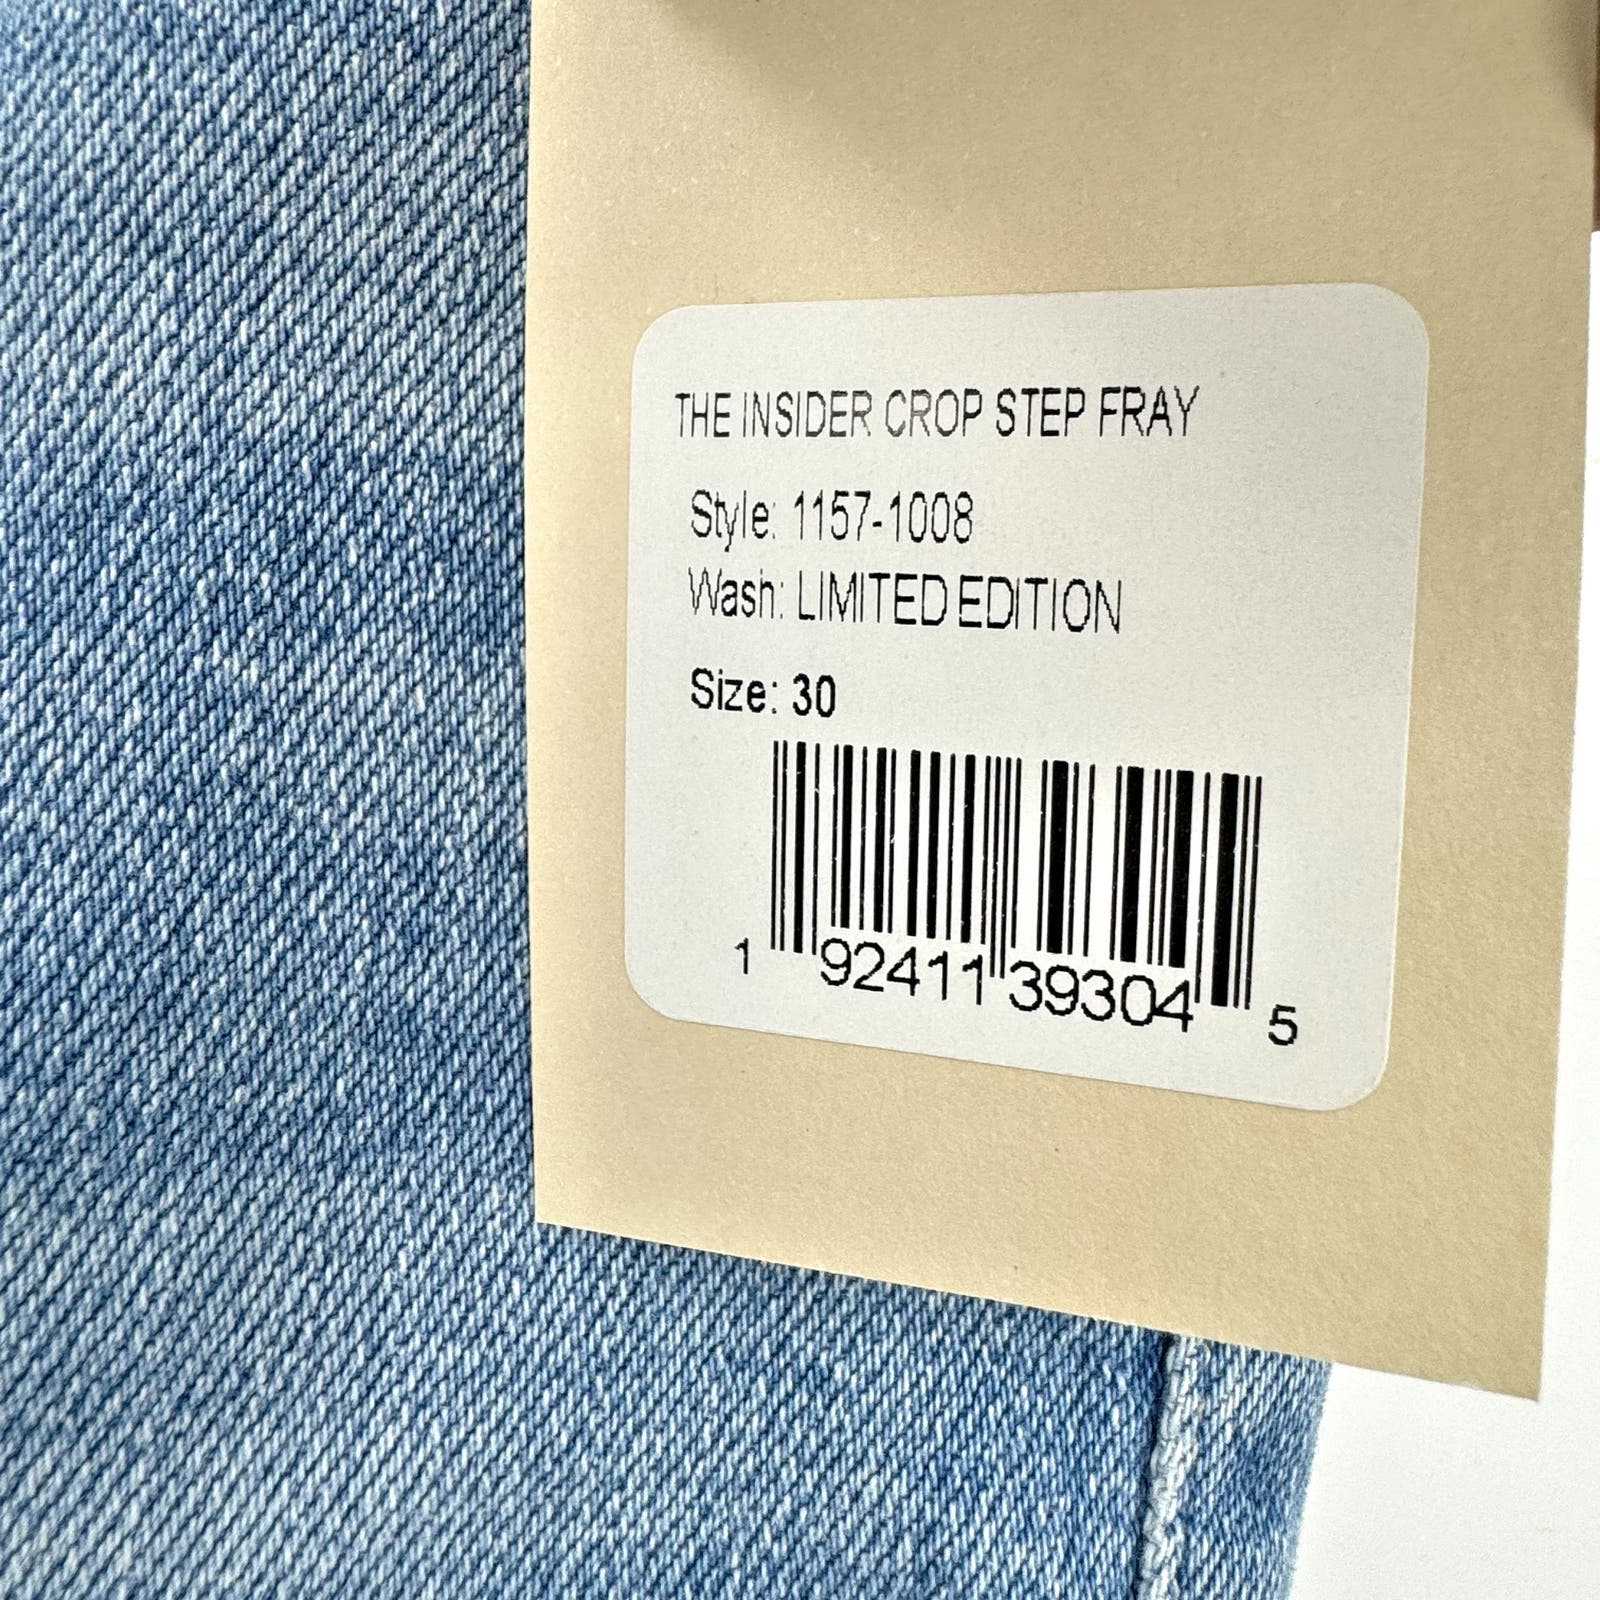 THE INSIDER CROP STEP FRAY
Style: 1157-1008
Wash: LIMITED EDITION
Size: 30
1 92411 39304 5